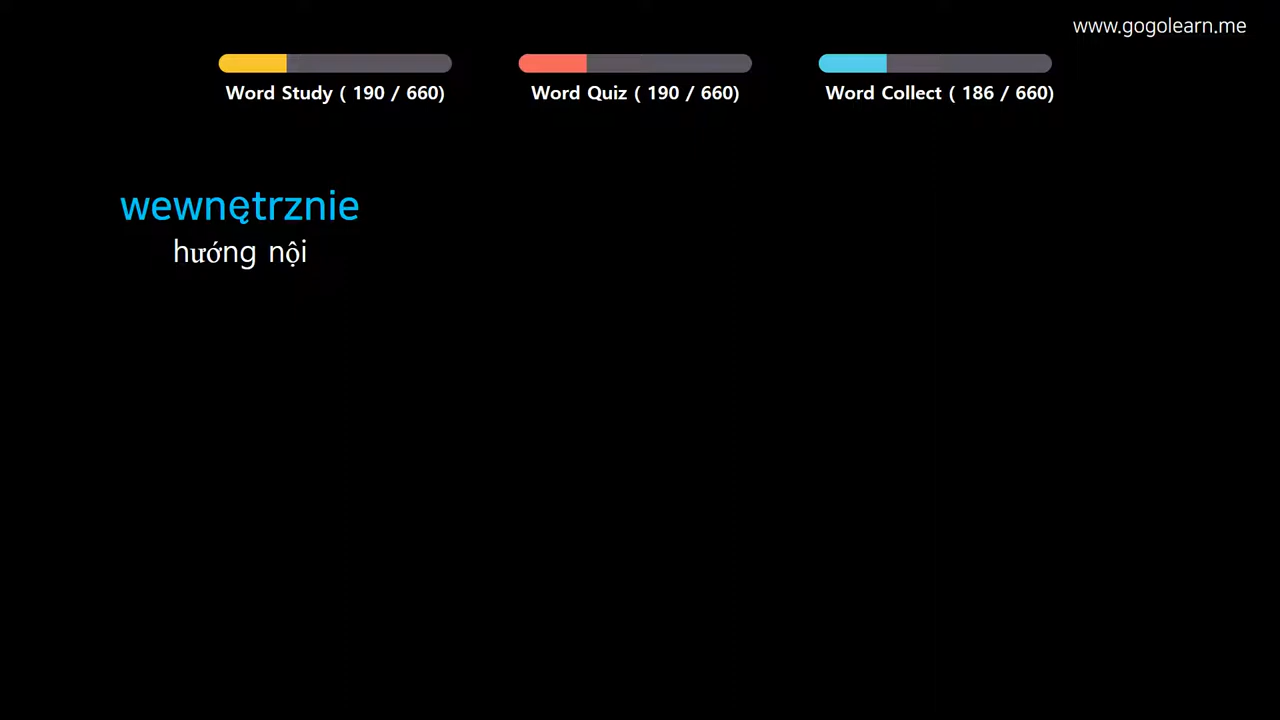 www.gogolearn.me
Word Study ( 190 / 660)
Word Quiz ( 190 / 660)
Word Collect ( 186 / 660)
wewnętrznie
hướng nội